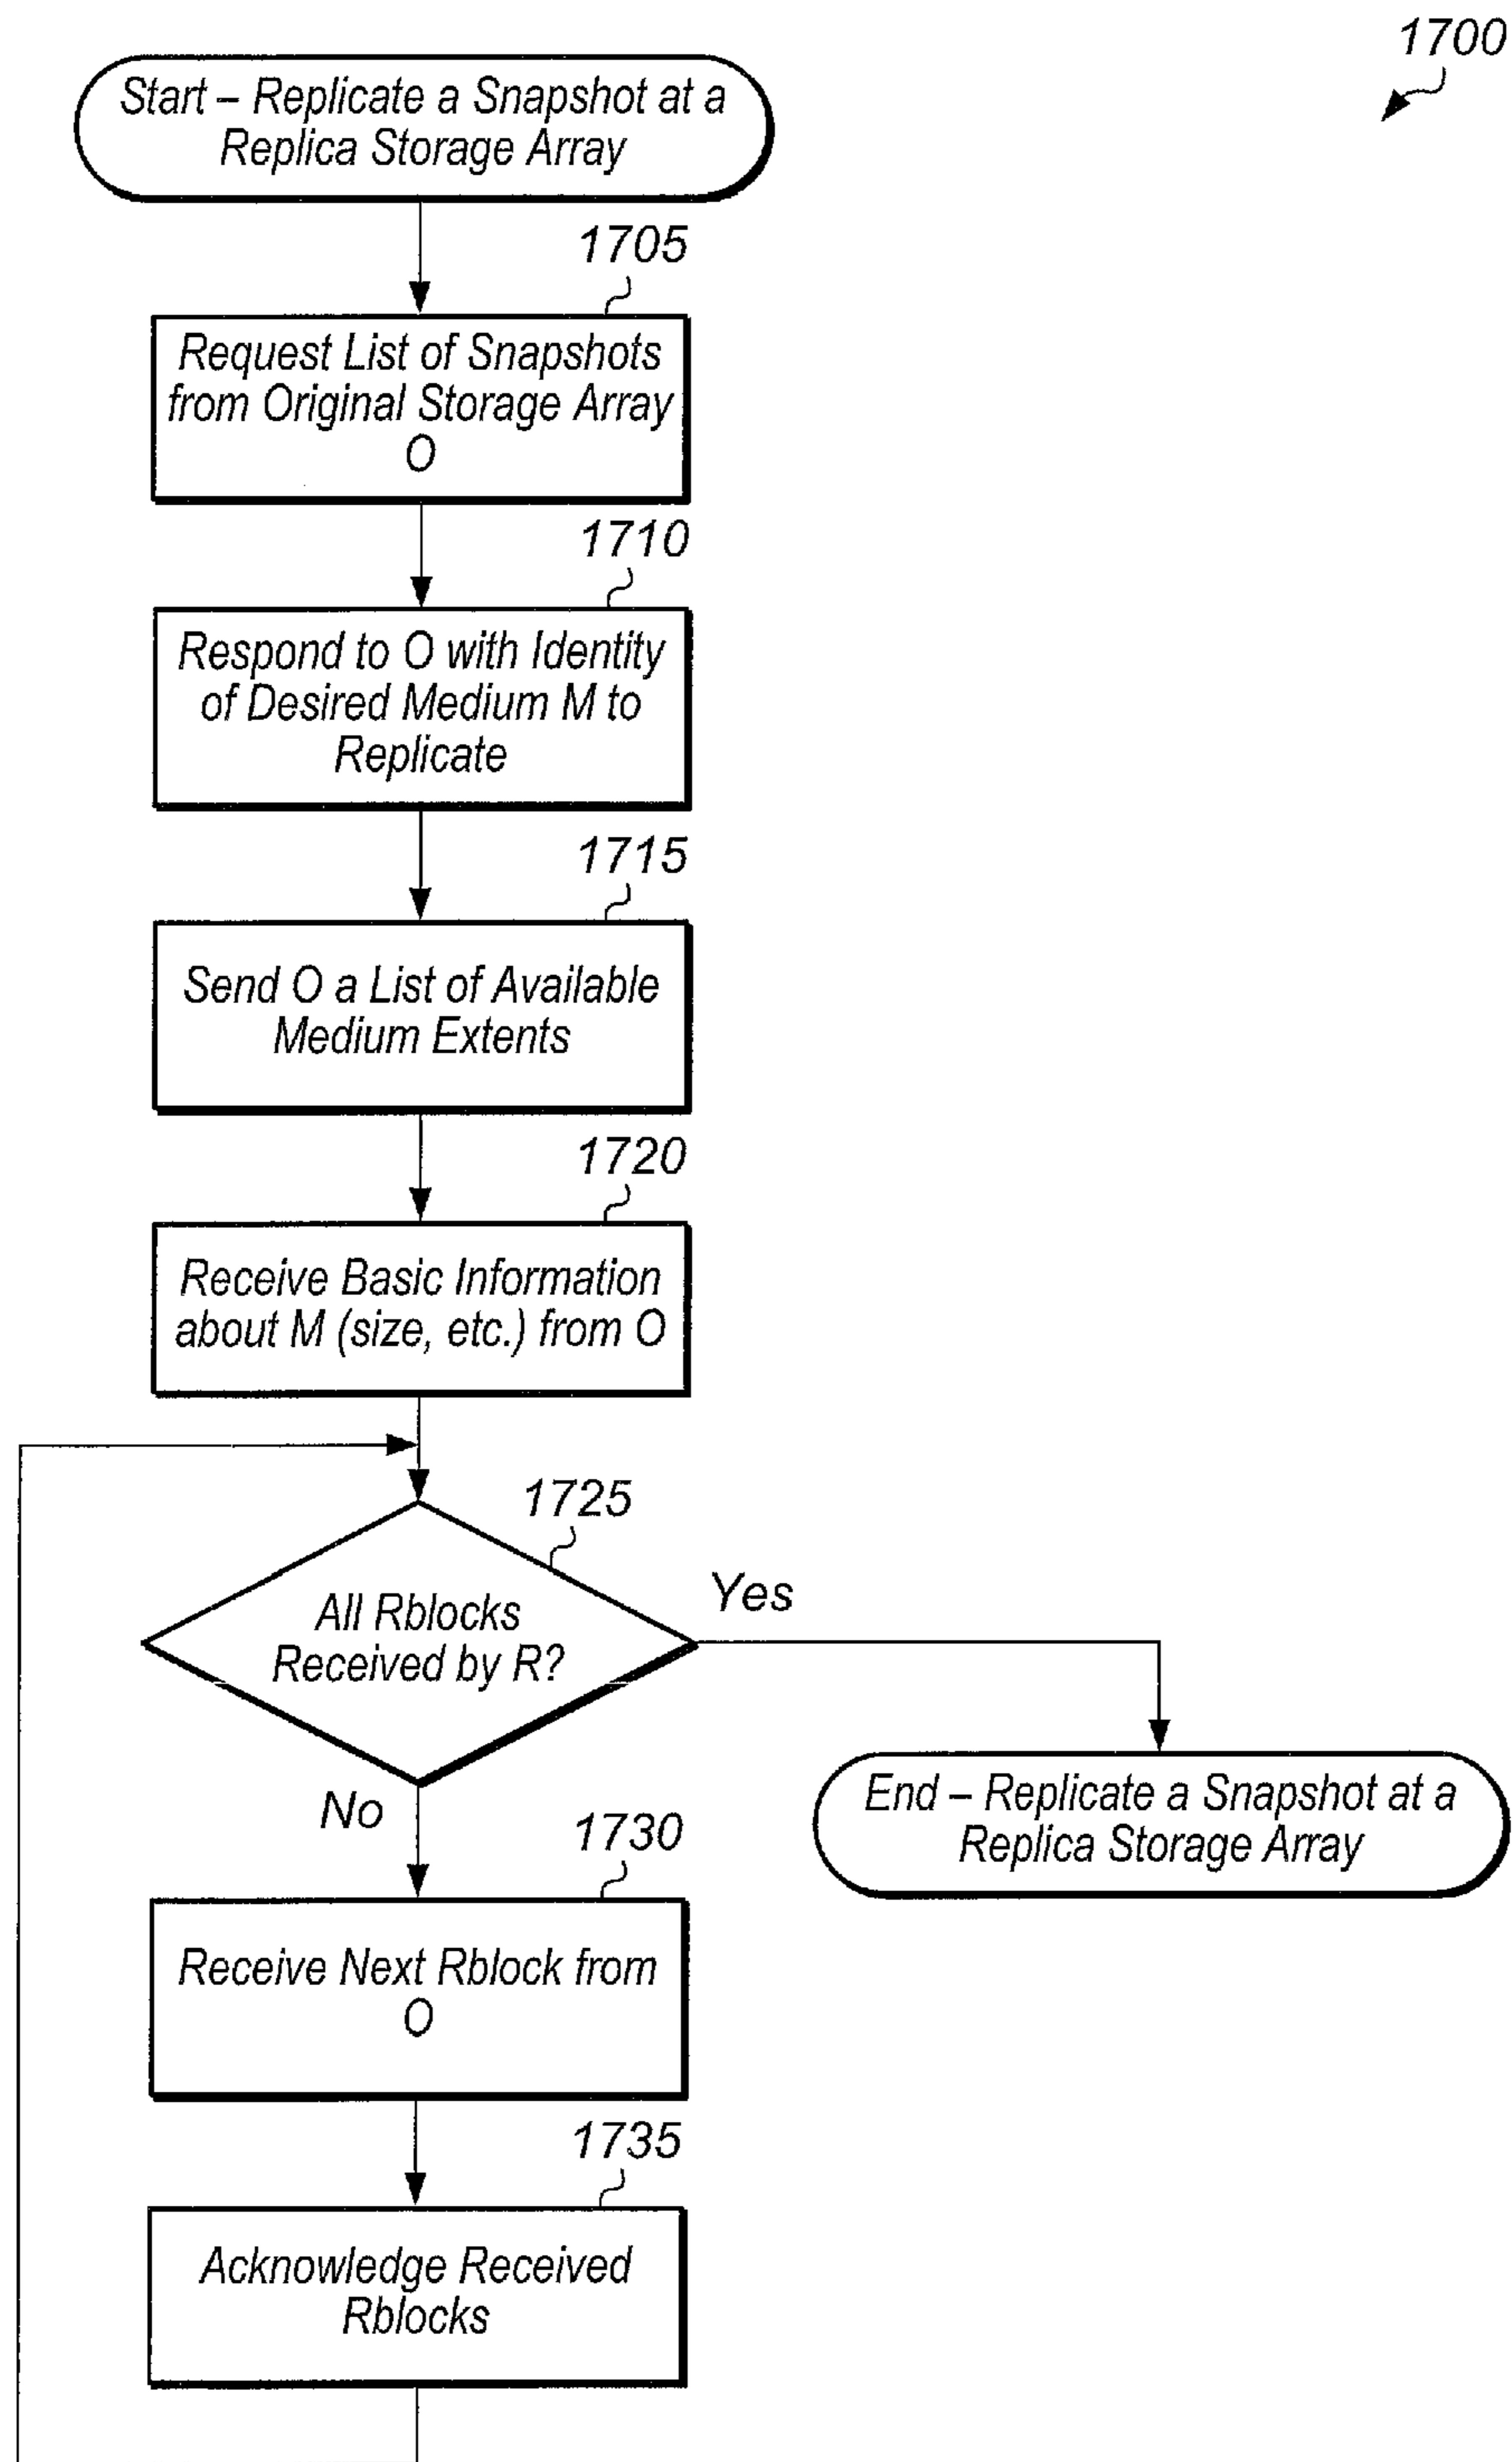 1700
Start – Replicate a Snapshot at a
Replica Storage Array
1705
Request List of Snapshots
from Original Storage Array
O
1710
Respond to O with Identity
of Desired Medium M to
Replicate
1715
Send O a List of Available
Medium Extents
1720
Receive Basic Information
about M (size, etc.) from O
1725
All Rblocks
Received by R?
Yes
No
End – Replicate a Snapshot at a
Replica Storage Array
1730
Receive Next Rblock from
O
1735
Acknowledge Received
Rblocks